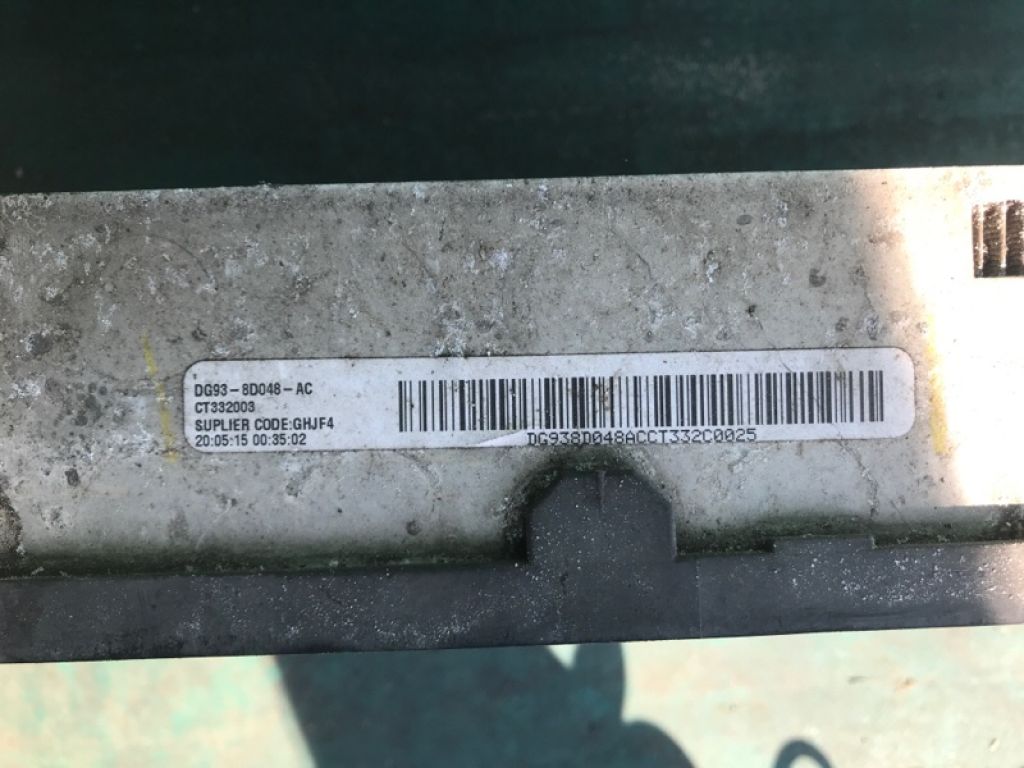 DG93-8D048-AC
CT332003
SUPLIER CODE:GHJF4
20:05:15 00:35:02
DG938D048ACCT332C0025